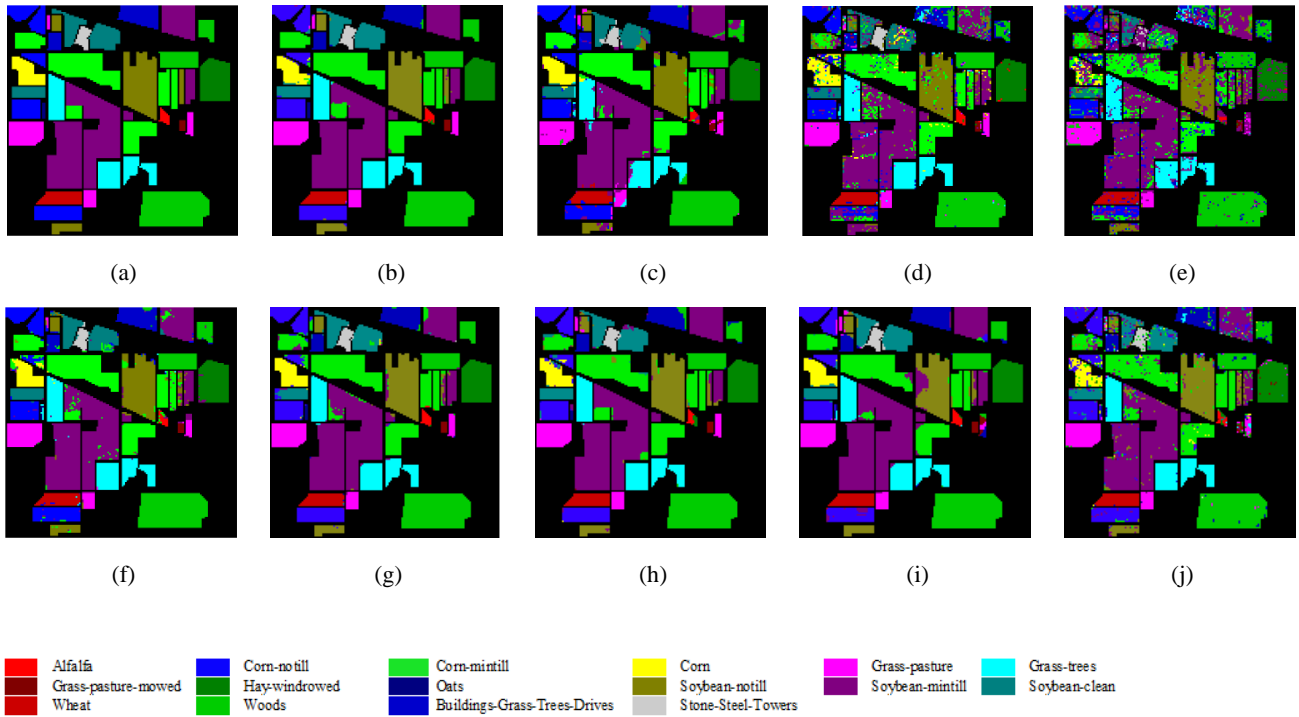 (a) (b) (c) (d) (e)
(f) (g) (h) (i) (j)
Alfalfa Corn-notill Corn-mintill Corn Grass-pasture Grass-trees
Grass-pasture-mowed Hay-windrowed Oats Soybean-notill Soybean-mintill Soybean-clean
Wheat Woods Buildings-Grass-Trees-Drives Stone-Steel-Towers